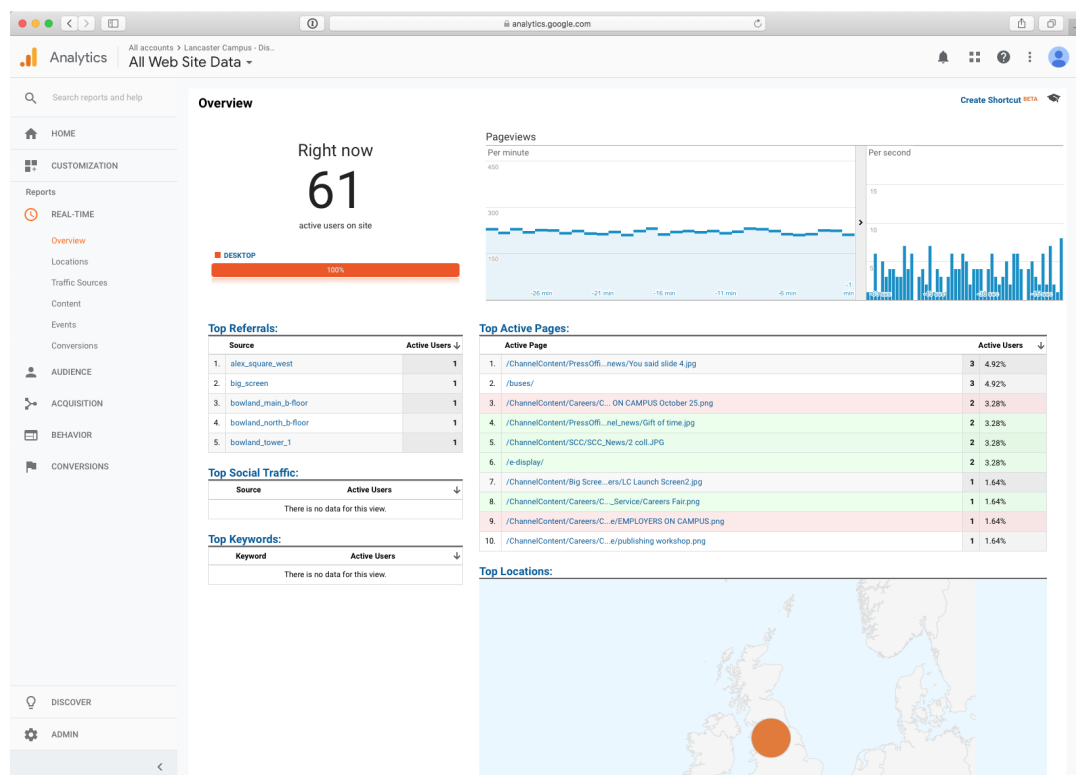 analytics.google.com
Analytics
All accounts > Lancaster Campus - Dis...
All Web Site Data
Search reports and help
HOME
CUSTOMIZATION
Reports
REAL-TIME
Overview
Locations
Traffic Sources
Content
Events
Conversions
AUDIENCE
ACQUISITION
BEHAVIOR
CONVERSIONS
DISCOVER
ADMIN
Overview
Create Shortcut BETA
Right now
61
active users on site
DESKTOP
100%
Pageviews
Per minute
450
300
150
-26 min
-21 min
-16 min
-11 min
-6 min
-1
min
Per second
15
10
5
Top Referrals:
Source Active Users
1. alex_square_west 1
2. big_screen 1
3. bowland_main_b-floor 1
4. bowland_north_b-floor 1
5. bowland_tower_1 1
Top Social Traffic:
Source Active Users
There is no data for this view.
Top Keywords:
Keyword Active Users
There is no data for this view.
Top Active Pages:
Active Page Active Users
1. /ChannelContent/PressOffi...news/You said slide 4.jpg 3 4.92%
2. /buses/ 3 4.92%
3. /ChannelContent/Careers/C... ON CAMPUS October 25.png 2 3.28%
4. /ChannelContent/PressOffi...nel_news/Gift of time.jpg 2 3.28%
5. /ChannelContent/SCC/SCC_News/2 coll.JPG 2 3.28%
6. /e-display/ 2 3.28%
7. /ChannelContent/Big Scree...ers/LC Launch Screen2.jpg 1 1.64%
8. /ChannelContent/Careers/C..._Service/Careers Fair.png 1 1.64%
9. /ChannelContent/Careers/C...e/EMPLOYERS ON CAMPUS.png 1 1.64%
10. /ChannelContent/Careers/C...e/publishing workshop.png 1 1.64%
Top Locations: